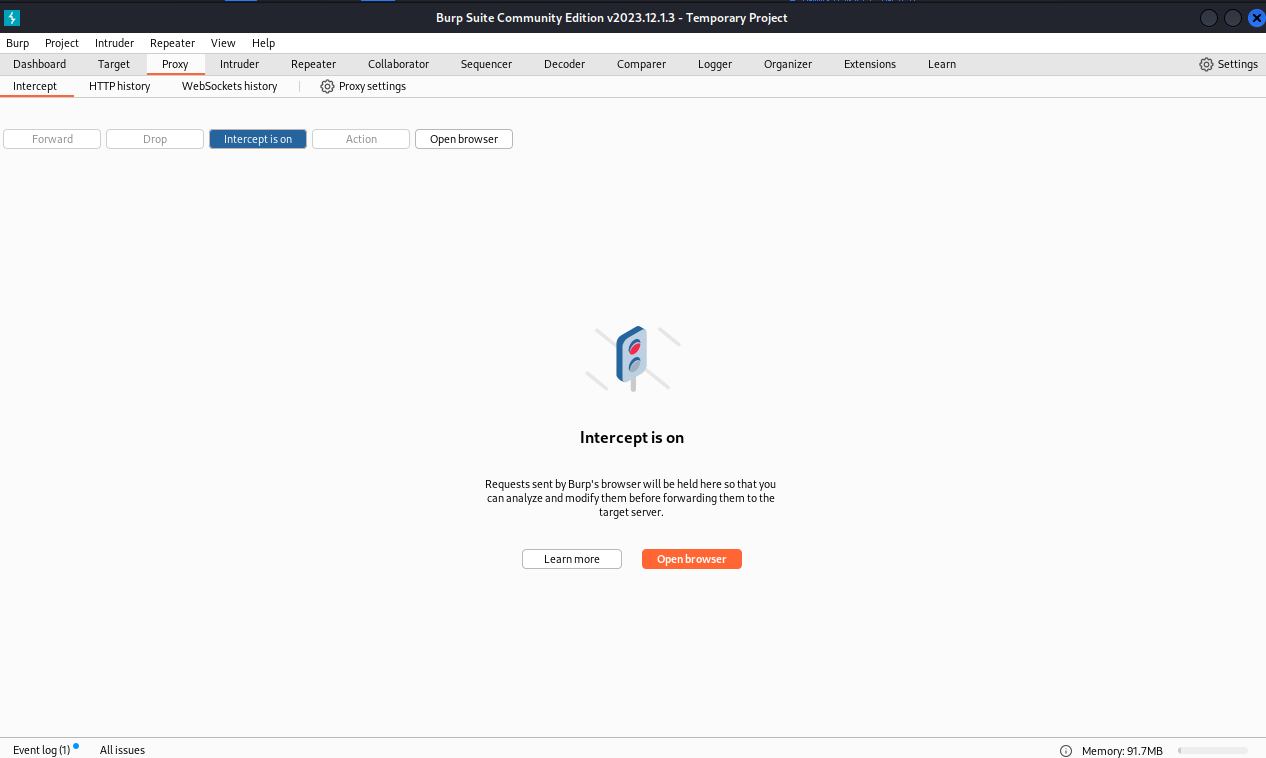 Burp Suite Community Edition v2023.12.1.3 - Temporary Project
Burp Project Intruder Repeater View Help
Dashboard Target Proxy Intruder Repeater Collaborator Sequencer Decoder Comparer Logger Organizer Extensions Learn Settings
Intercept HTTP history WebSockets history Proxy settings
Forward Drop Intercept is on Action Open browser
Intercept is on
Requests sent by Burp's browser will be held here so that you
can analyze and modify them before forwarding them to the
target server.
Learn more Open browser
Event log (1) All issues Memory: 91.7MB